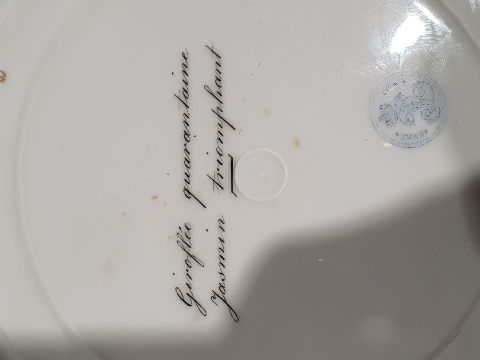 Giroflée quarantaine
Jasmin triomphant